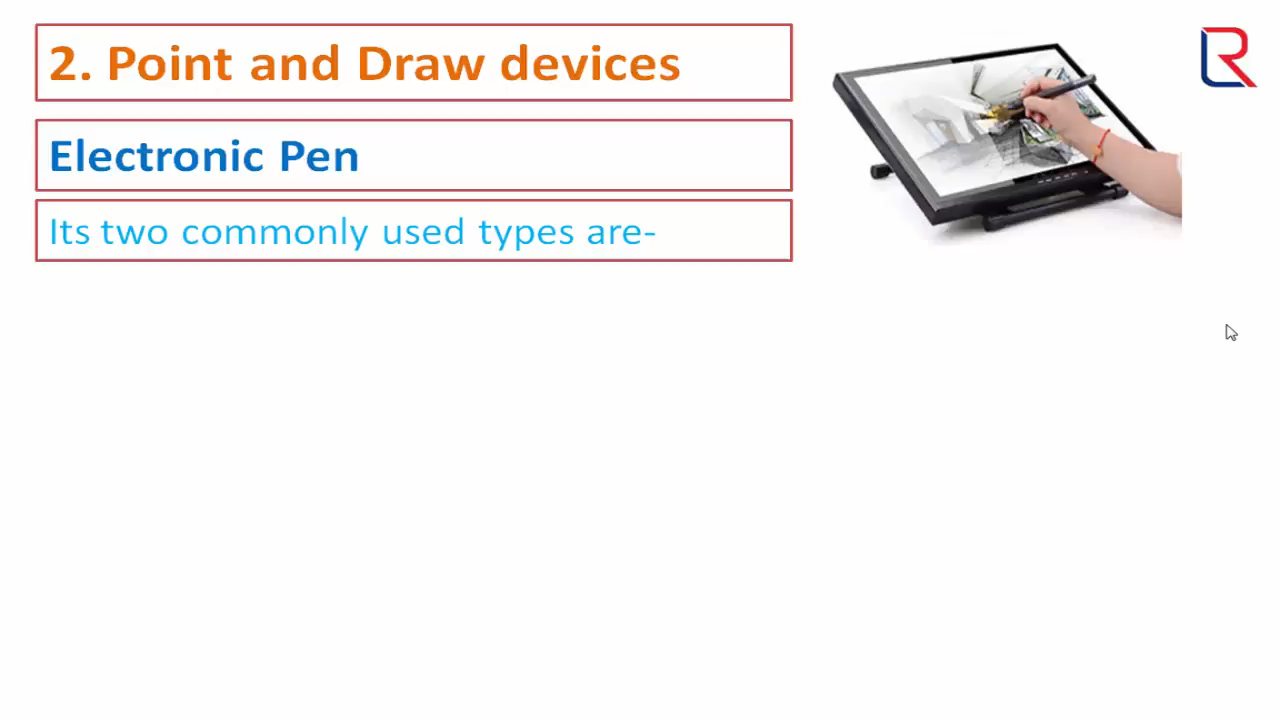 2. Point and Draw devices
Electronic Pen
Its two commonly used types are-